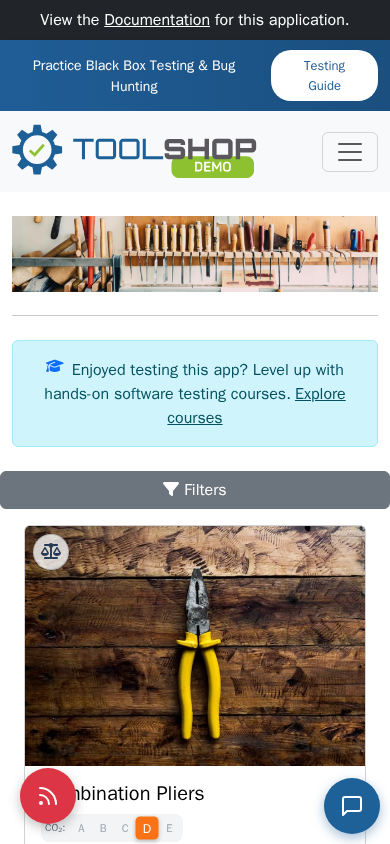 View the Documentation for this application.
Practice Black Box Testing & Bug
Hunting
Testing
Guide
TOOLSHOP
DEMO
Enjoyed testing this app? Level up with
hands-on software testing courses. Explore
courses
Filters
mbination Pliers
CO₂: A B C D E